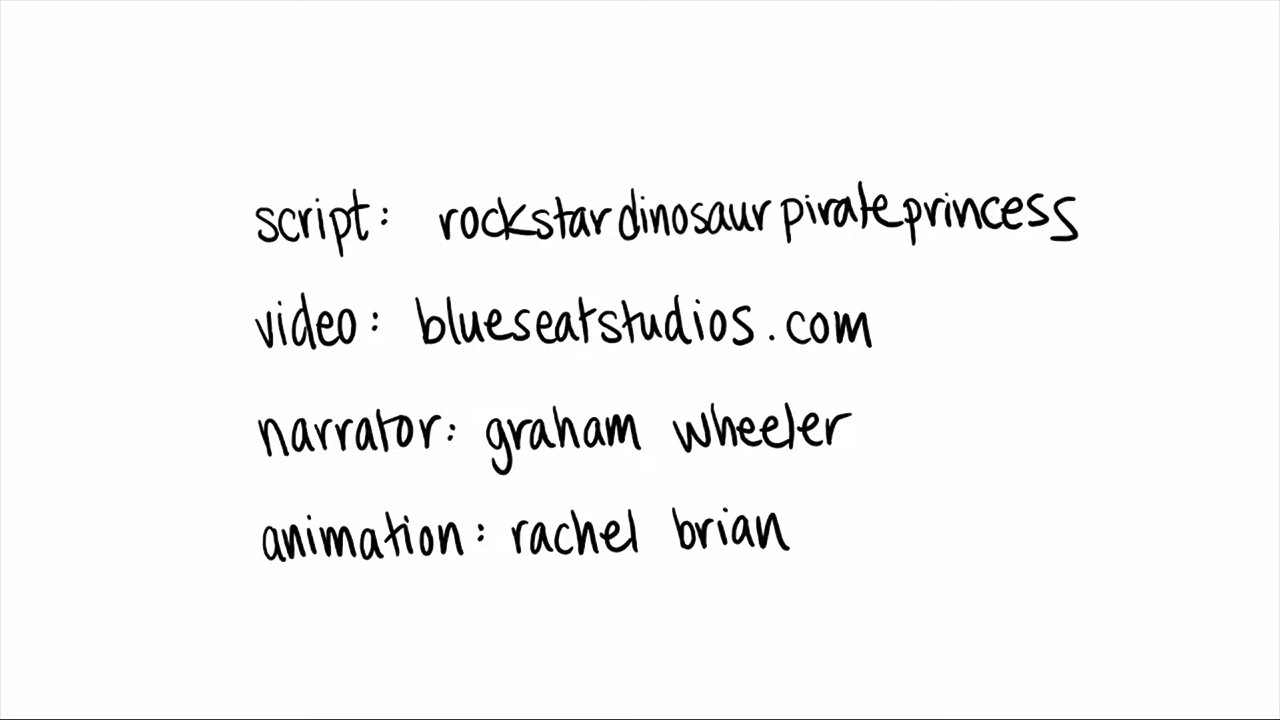 script: rockstardinosaurpirateprincess
video: blueseatstudios.com
narrator: graham wheeler
animation: rachel brian